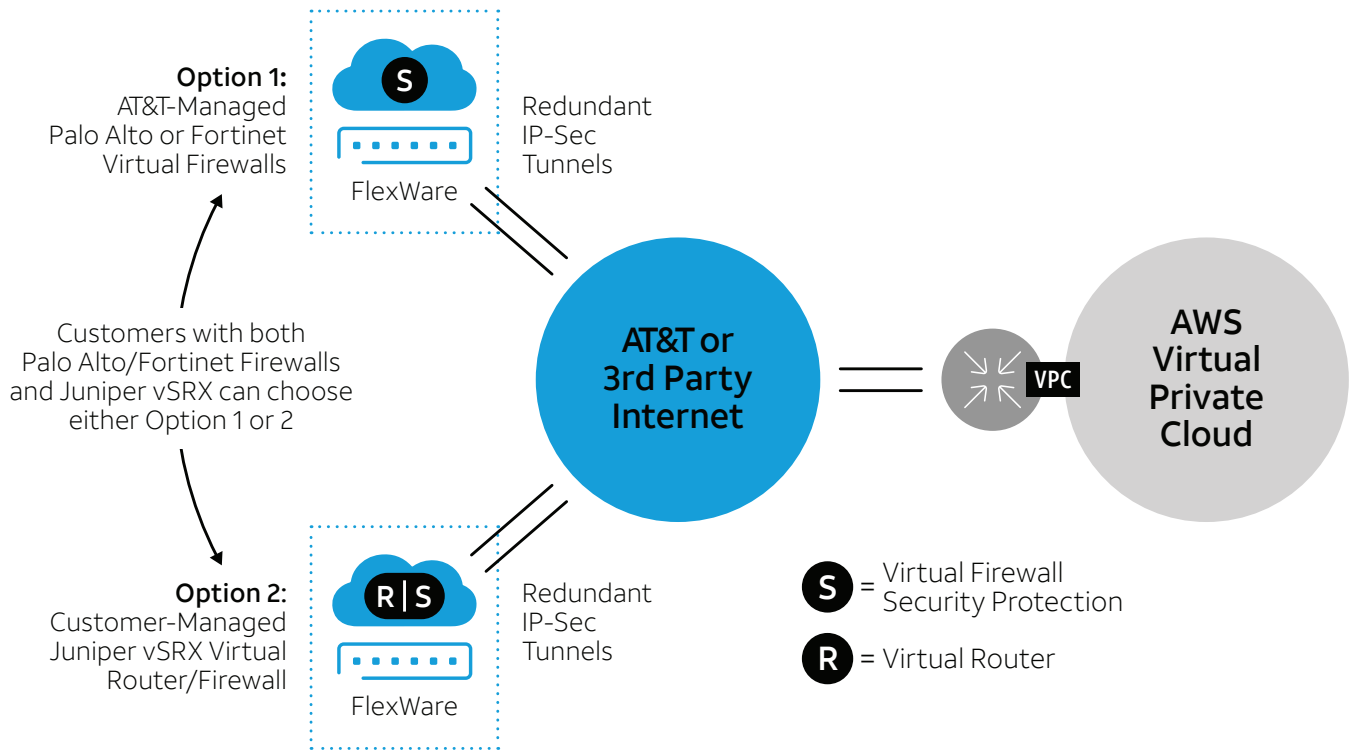 Option 1:
AT&T-Managed
Palo Alto or Fortinet
Virtual Firewalls
S
FlexWare
Redundant
IP-Sec
Tunnels
Customers with both
Palo Alto/Fortinet Firewalls
and Juniper vSRX can choose
either Option 1 or 2
AT&T or
3rd Party
Internet
VPC
AWS
Virtual
Private
Cloud
Option 2:
Customer-Managed
Juniper vSRX Virtual
Router/Firewall
R|S
FlexWare
Redundant
IP-Sec
Tunnels
S = Virtual Firewall
Security Protection
R = Virtual Router